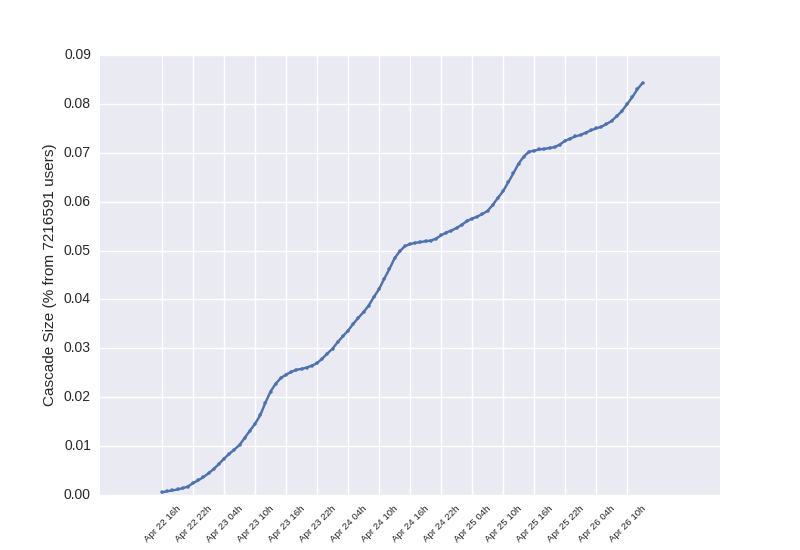 0.09
0.08
0.07
0.06
0.05
0.04
0.03
0.02
0.01
0.00
Cascade Size (% from 7216591 users)
Apr 22 16h
Apr 22 22h
Apr 23 04h
Apr 23 10h
Apr 23 16h
Apr 23 22h
Apr 24 04h
Apr 24 10h
Apr 24 16h
Apr 24 22h
Apr 25 04h
Apr 25 10h
Apr 25 16h
Apr 25 22h
Apr 26 04h
Apr 26 10h